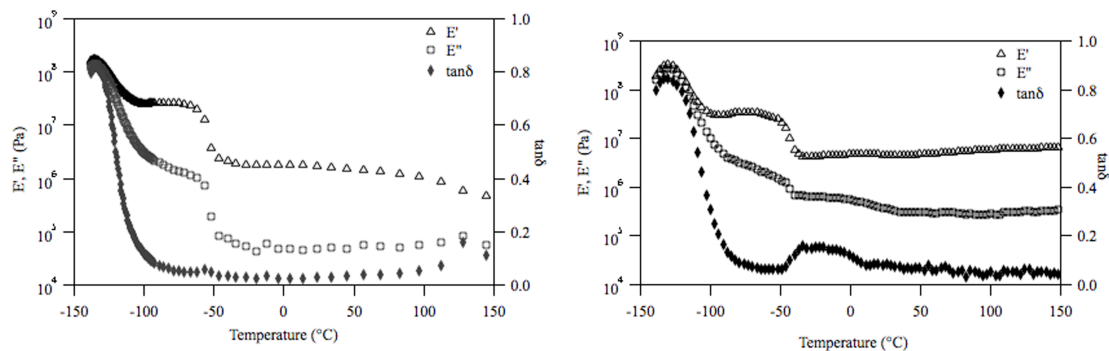 10⁹
10⁸
10⁷
10⁶
10⁵
10⁴
E', E" (Pa)
1.0
0.8
0.6
0.4
0.2
0.0
tanδ
E'
E"
tanδ
-150 -100 -50 0 50 100 150
Temperature (°C)
10⁹
10⁸
10⁷
10⁶
10⁵
10⁴
E', E" (Pa)
1.0
0.8
0.6
0.4
0.2
0.0
tanδ
E'
E"
tanδ
-150 -100 -50 0 50 100 150
Temperature (°C)